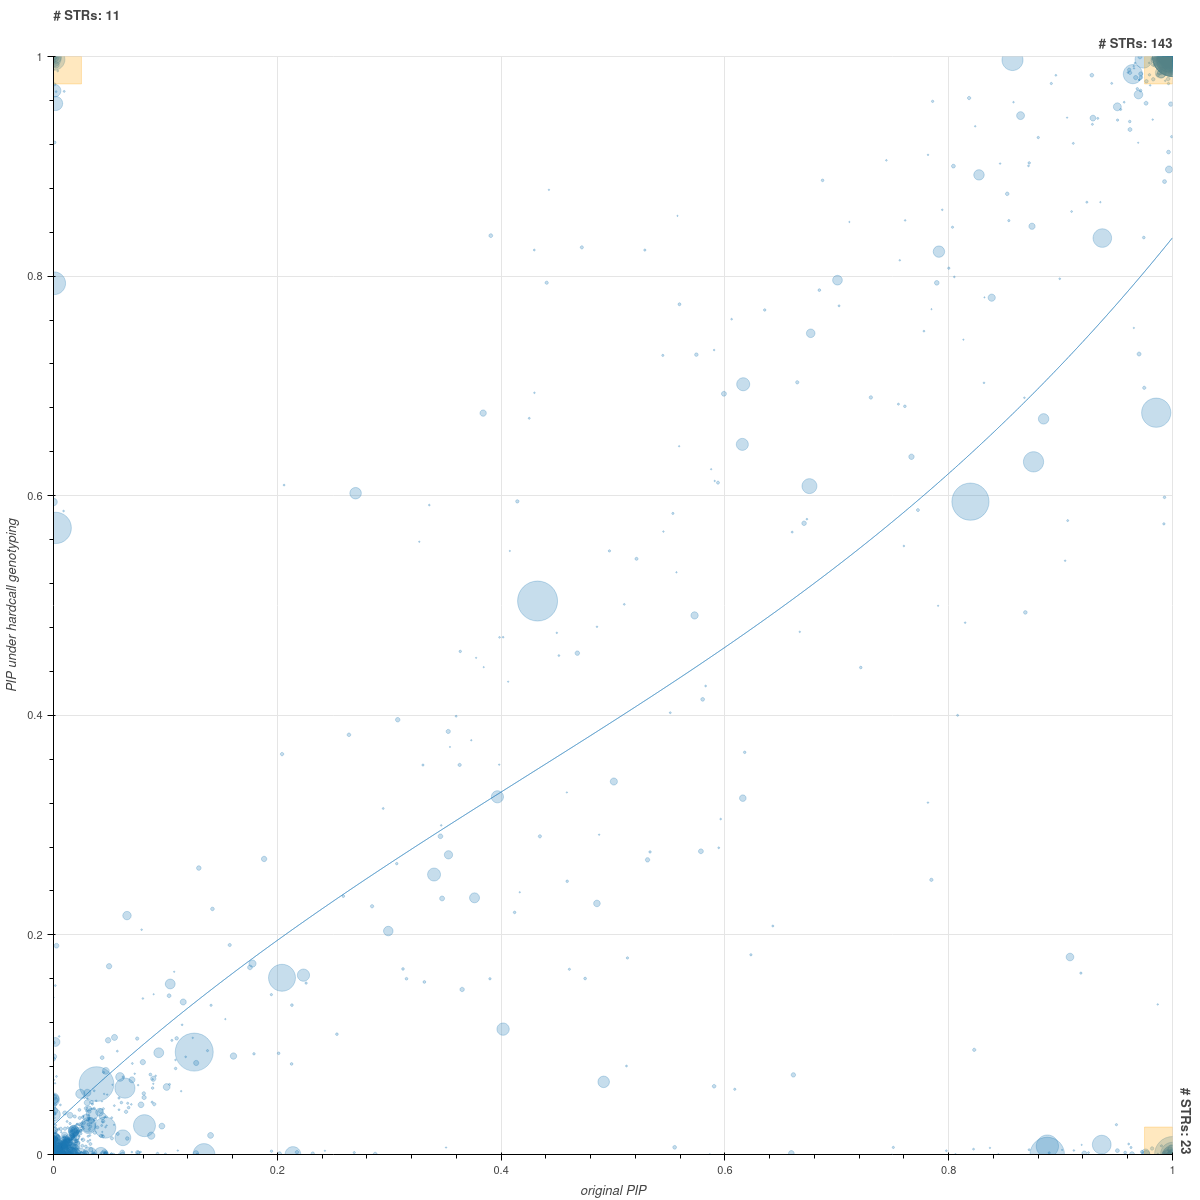 # STRs: 11
# STRs: 143
1
0.8
0.6
0.4
0.2
0
PIP under hardcall genotyping
# STRs: 23
0 0.2 0.4 0.6 0.8 1
original PIP